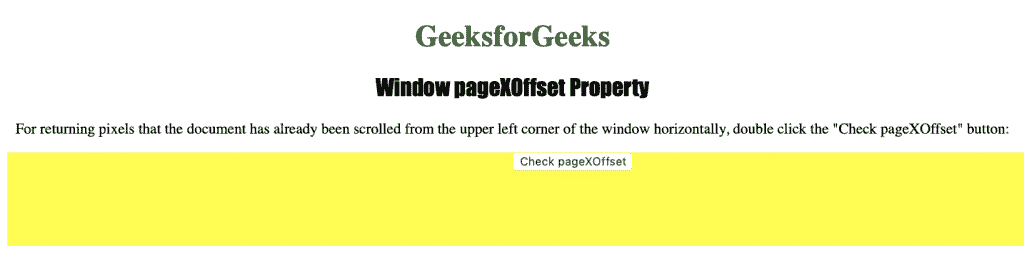 GeeksforGeeks
Window pageXOffset Property
For returning pixels that the document has already been scrolled from the upper left corner of the window horizontally, double click the "Check pageXOffset" button:
Check pageXOffset